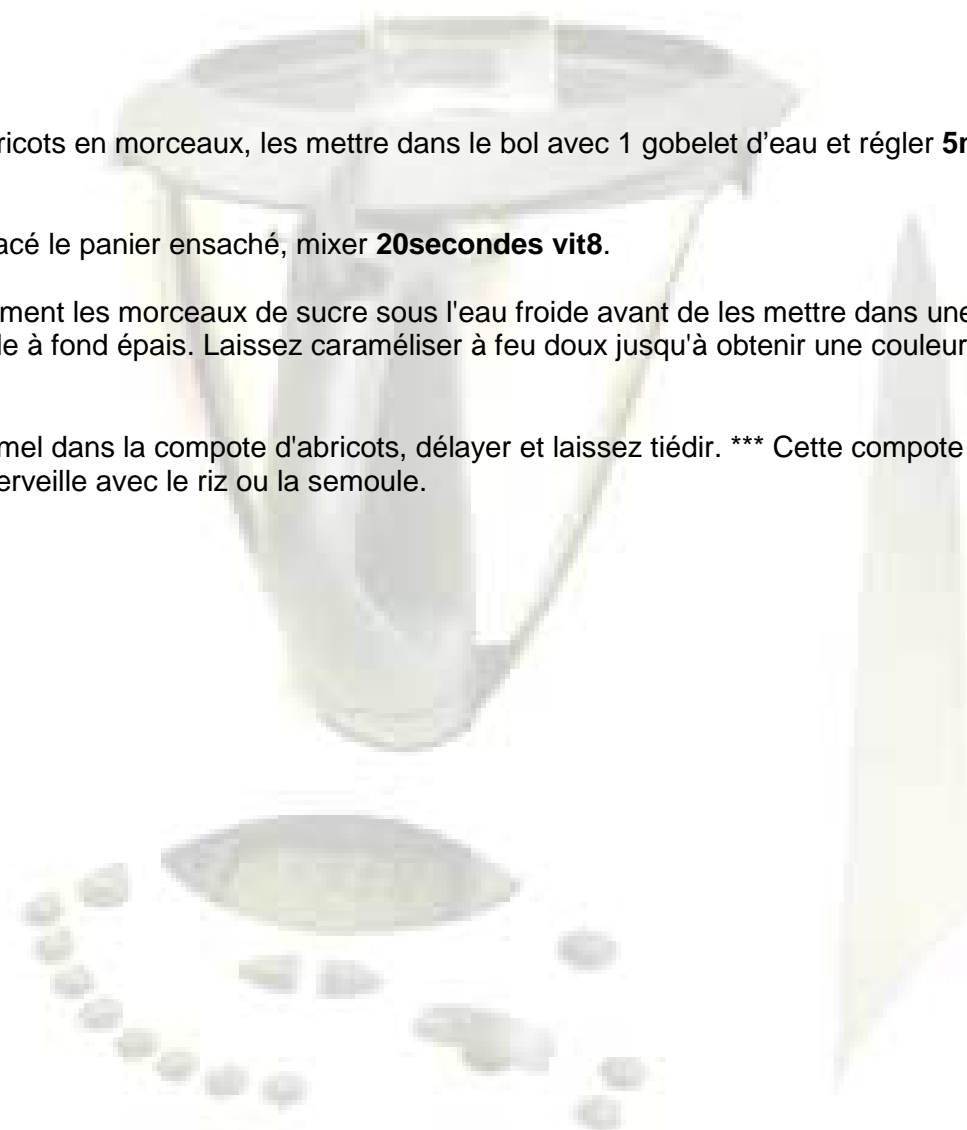 ricots en morceaux, les mettre dans le bol avec 1 gobelet d’eau et régler 5
acé le panier ensaché, mixer 20secondes vit8.
ment les morceaux de sucre sous l'eau froide avant de les mettre dans une
le à fond épais. Laissez caraméliser à feu doux jusqu'à obtenir une couleur
mel dans la compote d'abricots, délayer et laissez tiédir. *** Cette compote
erveille avec le riz ou la semoule.